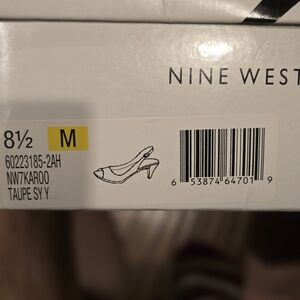 NINE WEST
8½ M
60223185-2AH
NW7KAROO
TAUPE SY Y
6 53874 64701 9